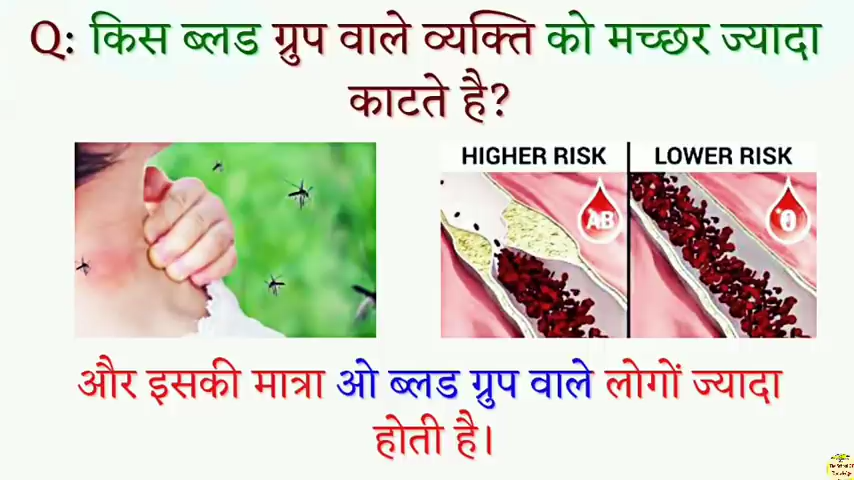 Q: किस ब्लड ग्रुप वाले व्यक्ति को मच्छर ज्यादा
काटते है?
HIGHER RISK
LOWER RISK
AB
और इसकी मात्रा ओ ब्लड ग्रुप वाले लोगों ज्यादा
होती है।